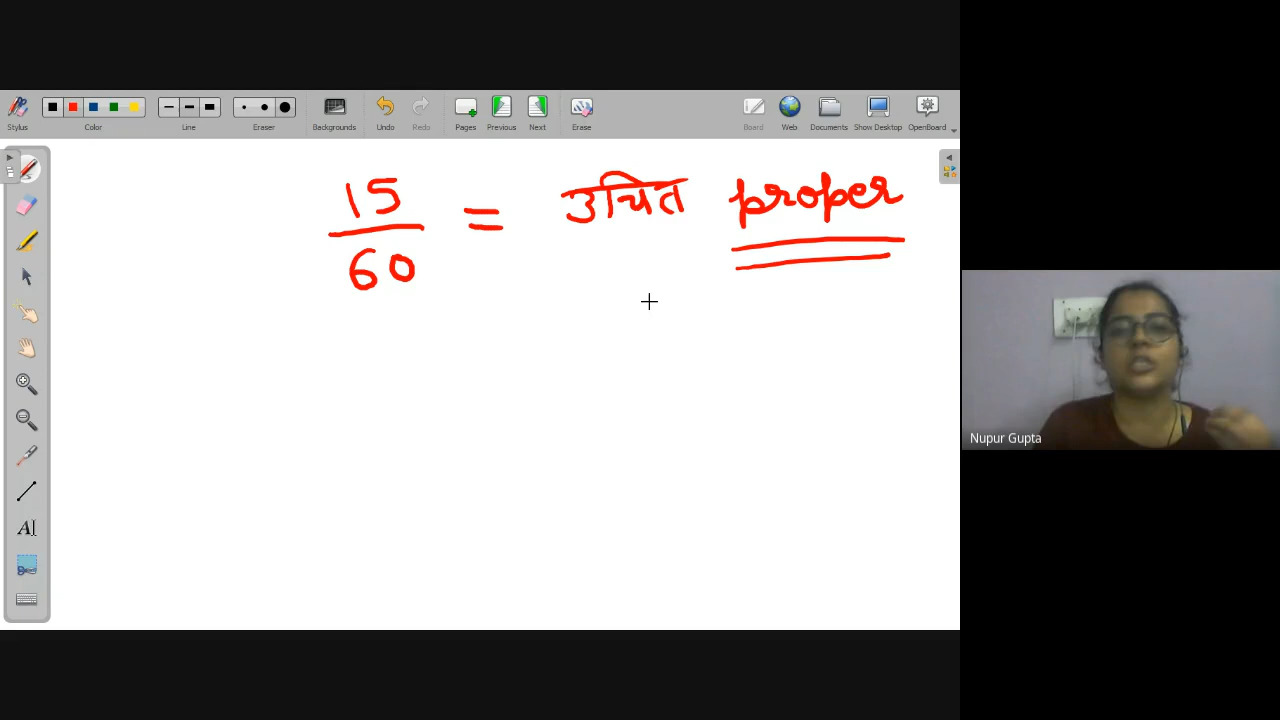 Stylus Color Line Eraser Backgrounds Undo Redo Pages Previous Next Erase Board Web Documents Show Desktop OpenBoard
15/60 = उचित proper
Nupur Gupta